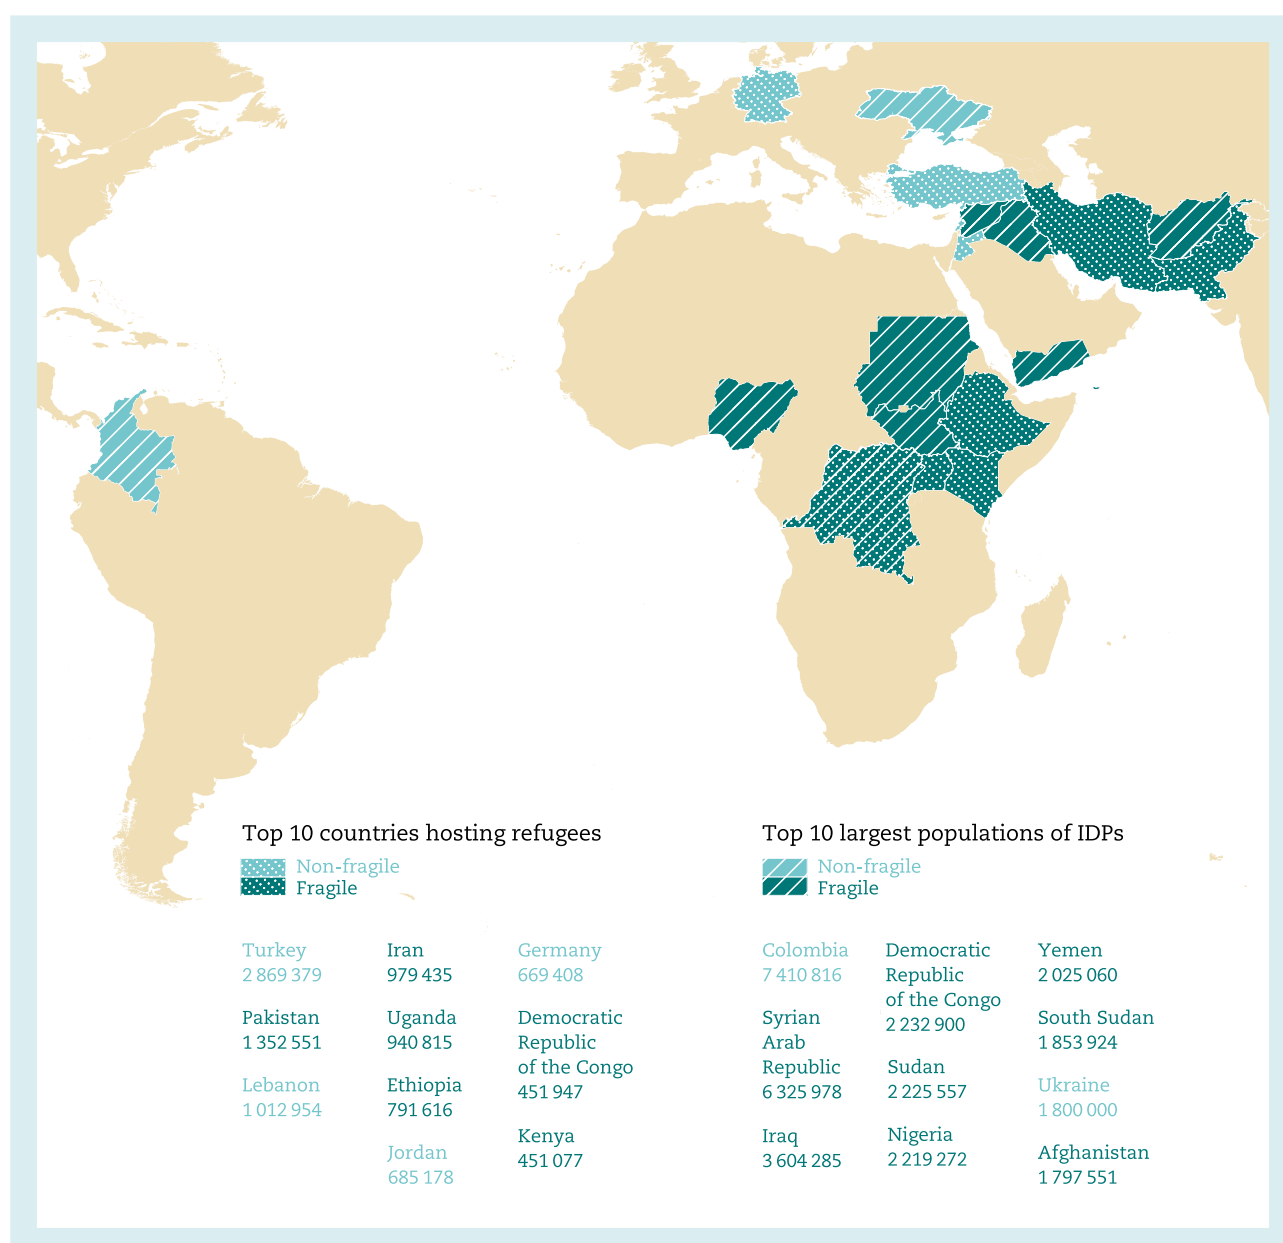 Top 10 countries hosting refugees
Non-fragile
Fragile
Turkey
2 869 379
Pakistan
1 352 551
Lebanon
1 012 954
Iran
979 435
Uganda
940 815
Ethiopia
791 616
Jordan
685 178
Germany
669 408
Democratic
Republic
of the Congo
451 947
Kenya
451 077
Top 10 largest populations of IDPs
Non-fragile
Fragile
Colombia
7 410 816
Syrian
Arab
Republic
6 325 978
Iraq
3 604 285
Democratic
Republic
of the Congo
2 232 900
Sudan
2 225 557
Nigeria
2 219 272
Yemen
2 025 060
South Sudan
1 853 924
Ukraine
1 800 000
Afghanistan
1 797 551